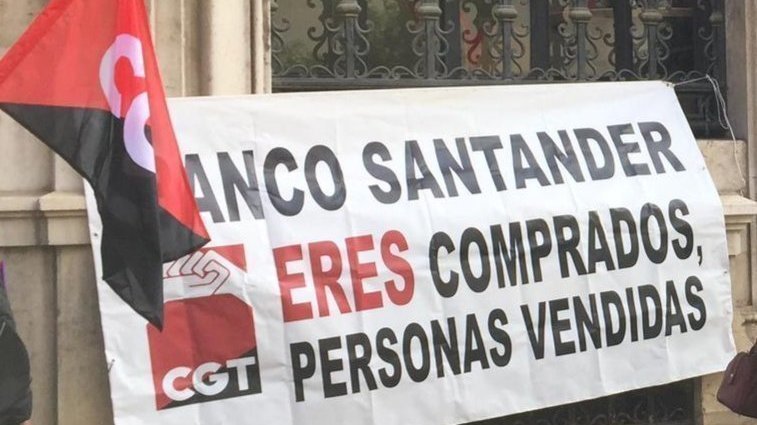 ANCO SANTANDER
ERES COMPRADOS,
PERSONAS VENDIDAS
CGT